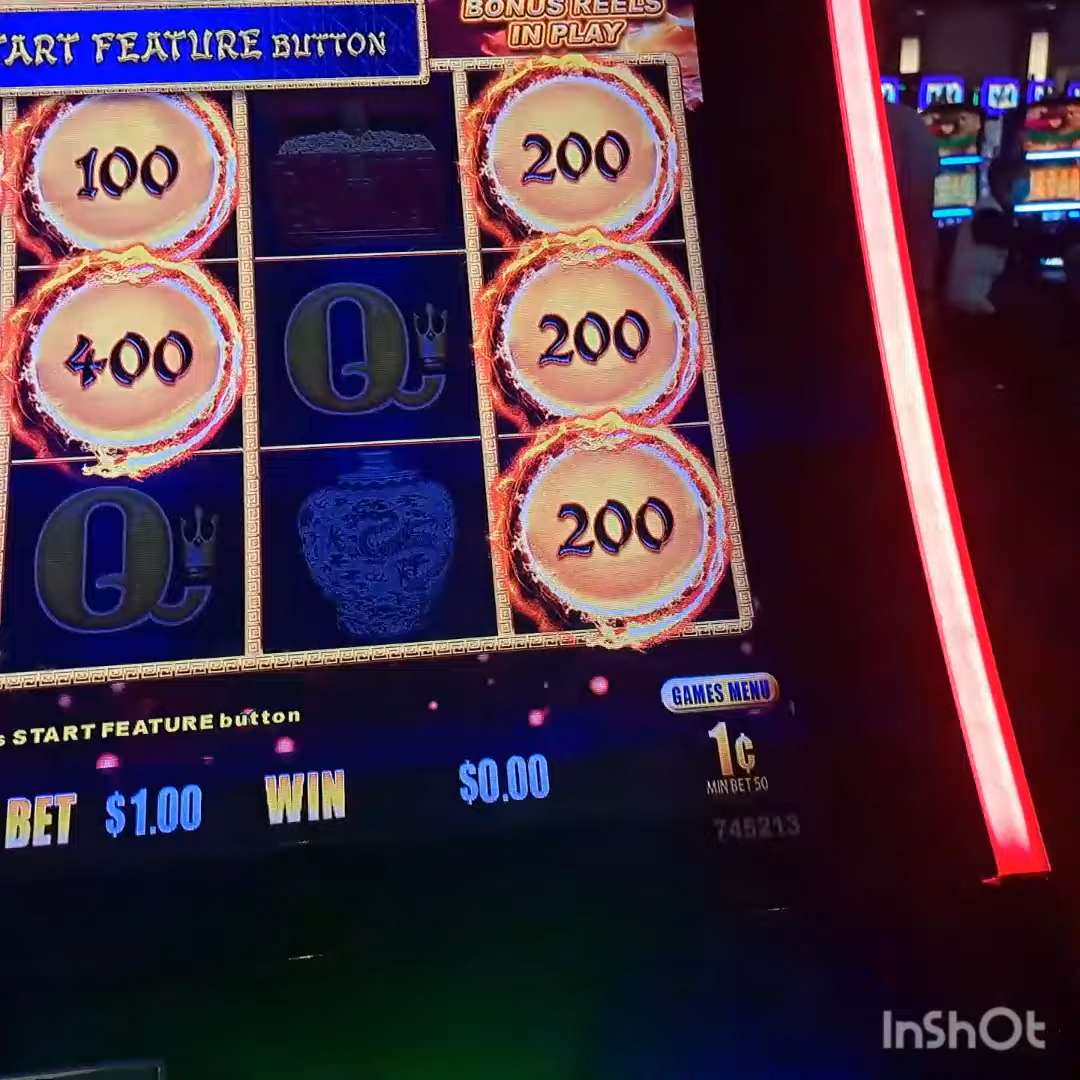 TART FEATURE BUTTON
BONUS REELS
IN PLAY
100
200
400
Q
200
Q
200
s START FEATURE button
GAMES MENU
BET $1.00 WIN $0.00
1¢
MIN BET 50
745213
InShOt